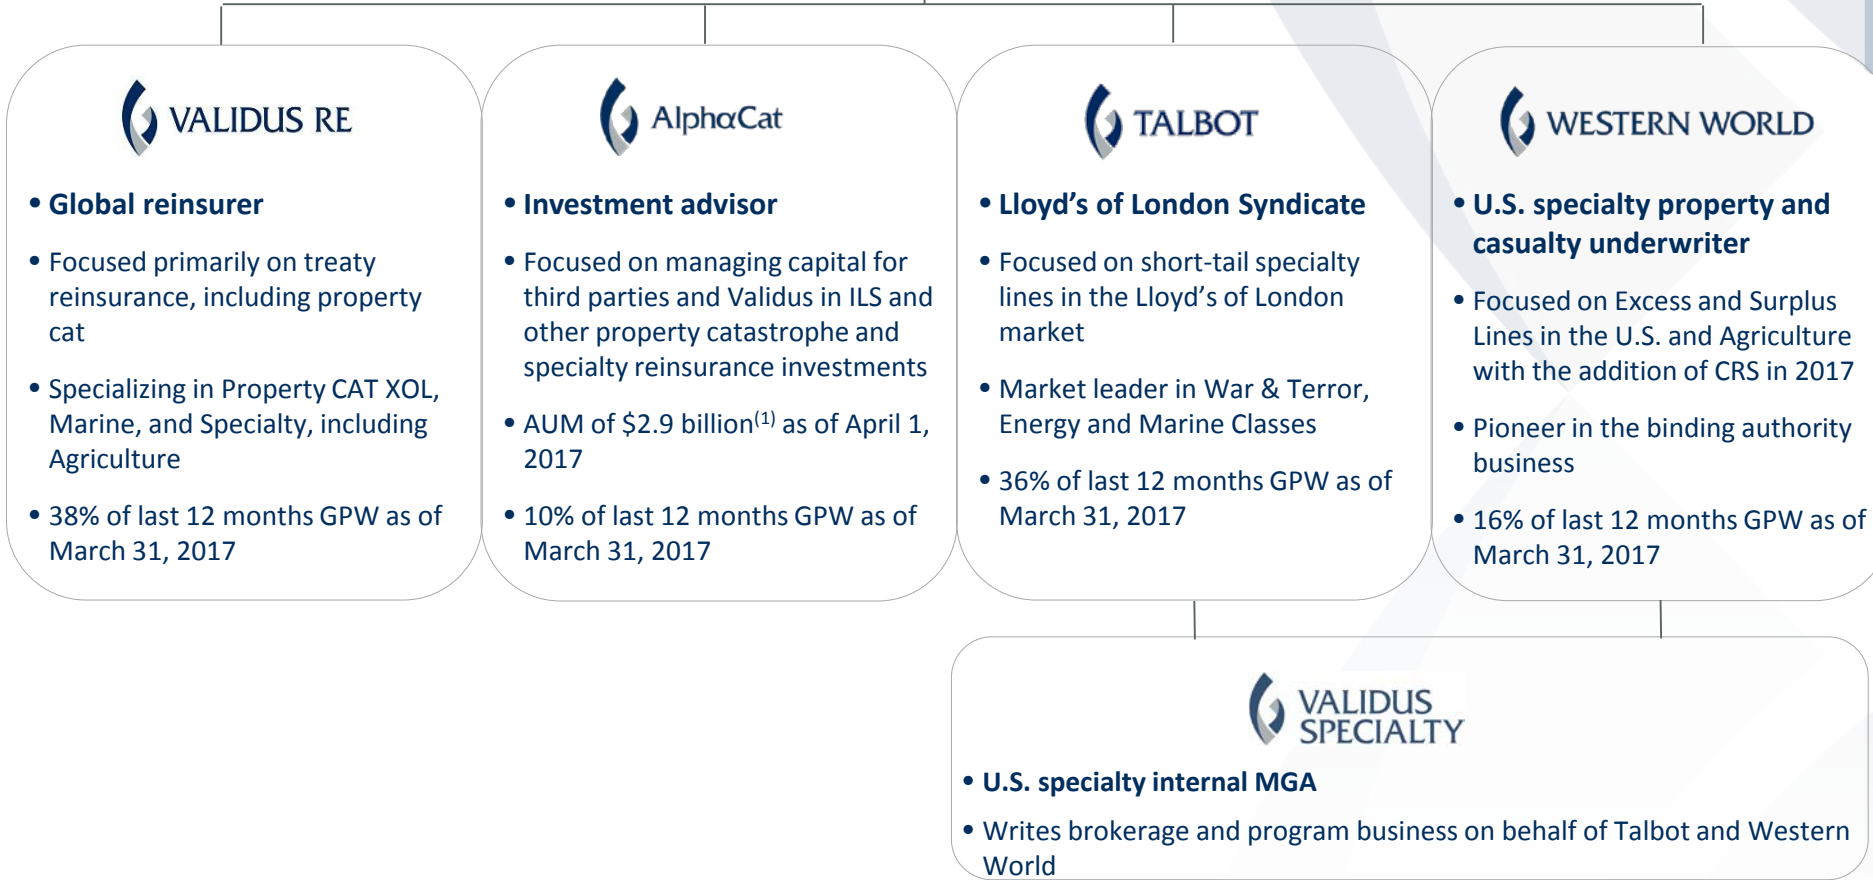 VALIDUS RE
• Global reinsurer
• Focused primarily on treaty
reinsurance, including property
cat
• Specializing in Property CAT XOL,
Marine, and Specialty, including
Agriculture
• 38% of last 12 months GPW as of
March 31, 2017
AlphαCat
• Investment advisor
• Focused on managing capital for
third parties and Validus in ILS and
other property catastrophe and
specialty reinsurance investments
• AUM of $2.9 billion(1) as of April 1,
2017
• 10% of last 12 months GPW as of
March 31, 2017
TALBOT
• Lloyd’s of London Syndicate
• Focused on short-tail specialty
lines in the Lloyd’s of London
market
• Market leader in War & Terror,
Energy and Marine Classes
• 36% of last 12 months GPW as of
March 31, 2017
WESTERN WORLD
• U.S. specialty property and
casualty underwriter
• Focused on Excess and Surplus
Lines in the U.S. and Agriculture
with the addition of CRS in 2017
• Pioneer in the binding authority
business
• 16% of last 12 months GPW as of
March 31, 2017
VALIDUS
SPECIALTY
• U.S. specialty internal MGA
• Writes brokerage and program business on behalf of Talbot and Western
World